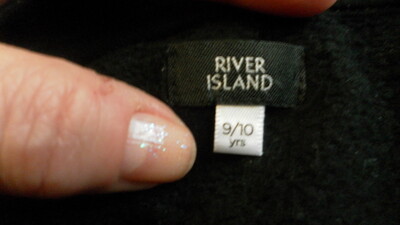 RIVER
ISLAND
9/10
yrs